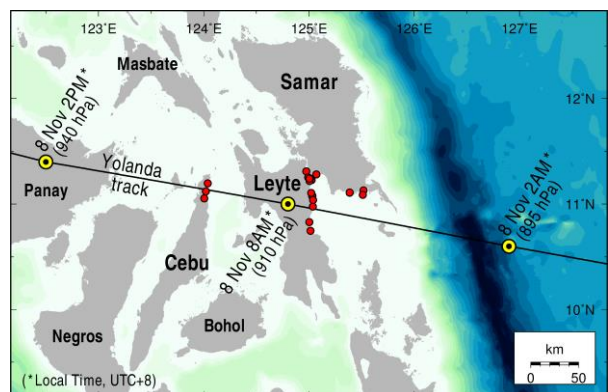 123°E
124°E
125°E
126°E
127°E
Masbate
Samar
12°N
8 Nov 2PM*
(940 hPa)
Yolanda
track
Panay
Leyte
11°N
8 Nov 2AM*
(895 hPa)
8 Nov 8AM*
(910 hPa)
Cebu
10°N
Bohol
Negros
km
0
50
(* Local Time, UTC+8)